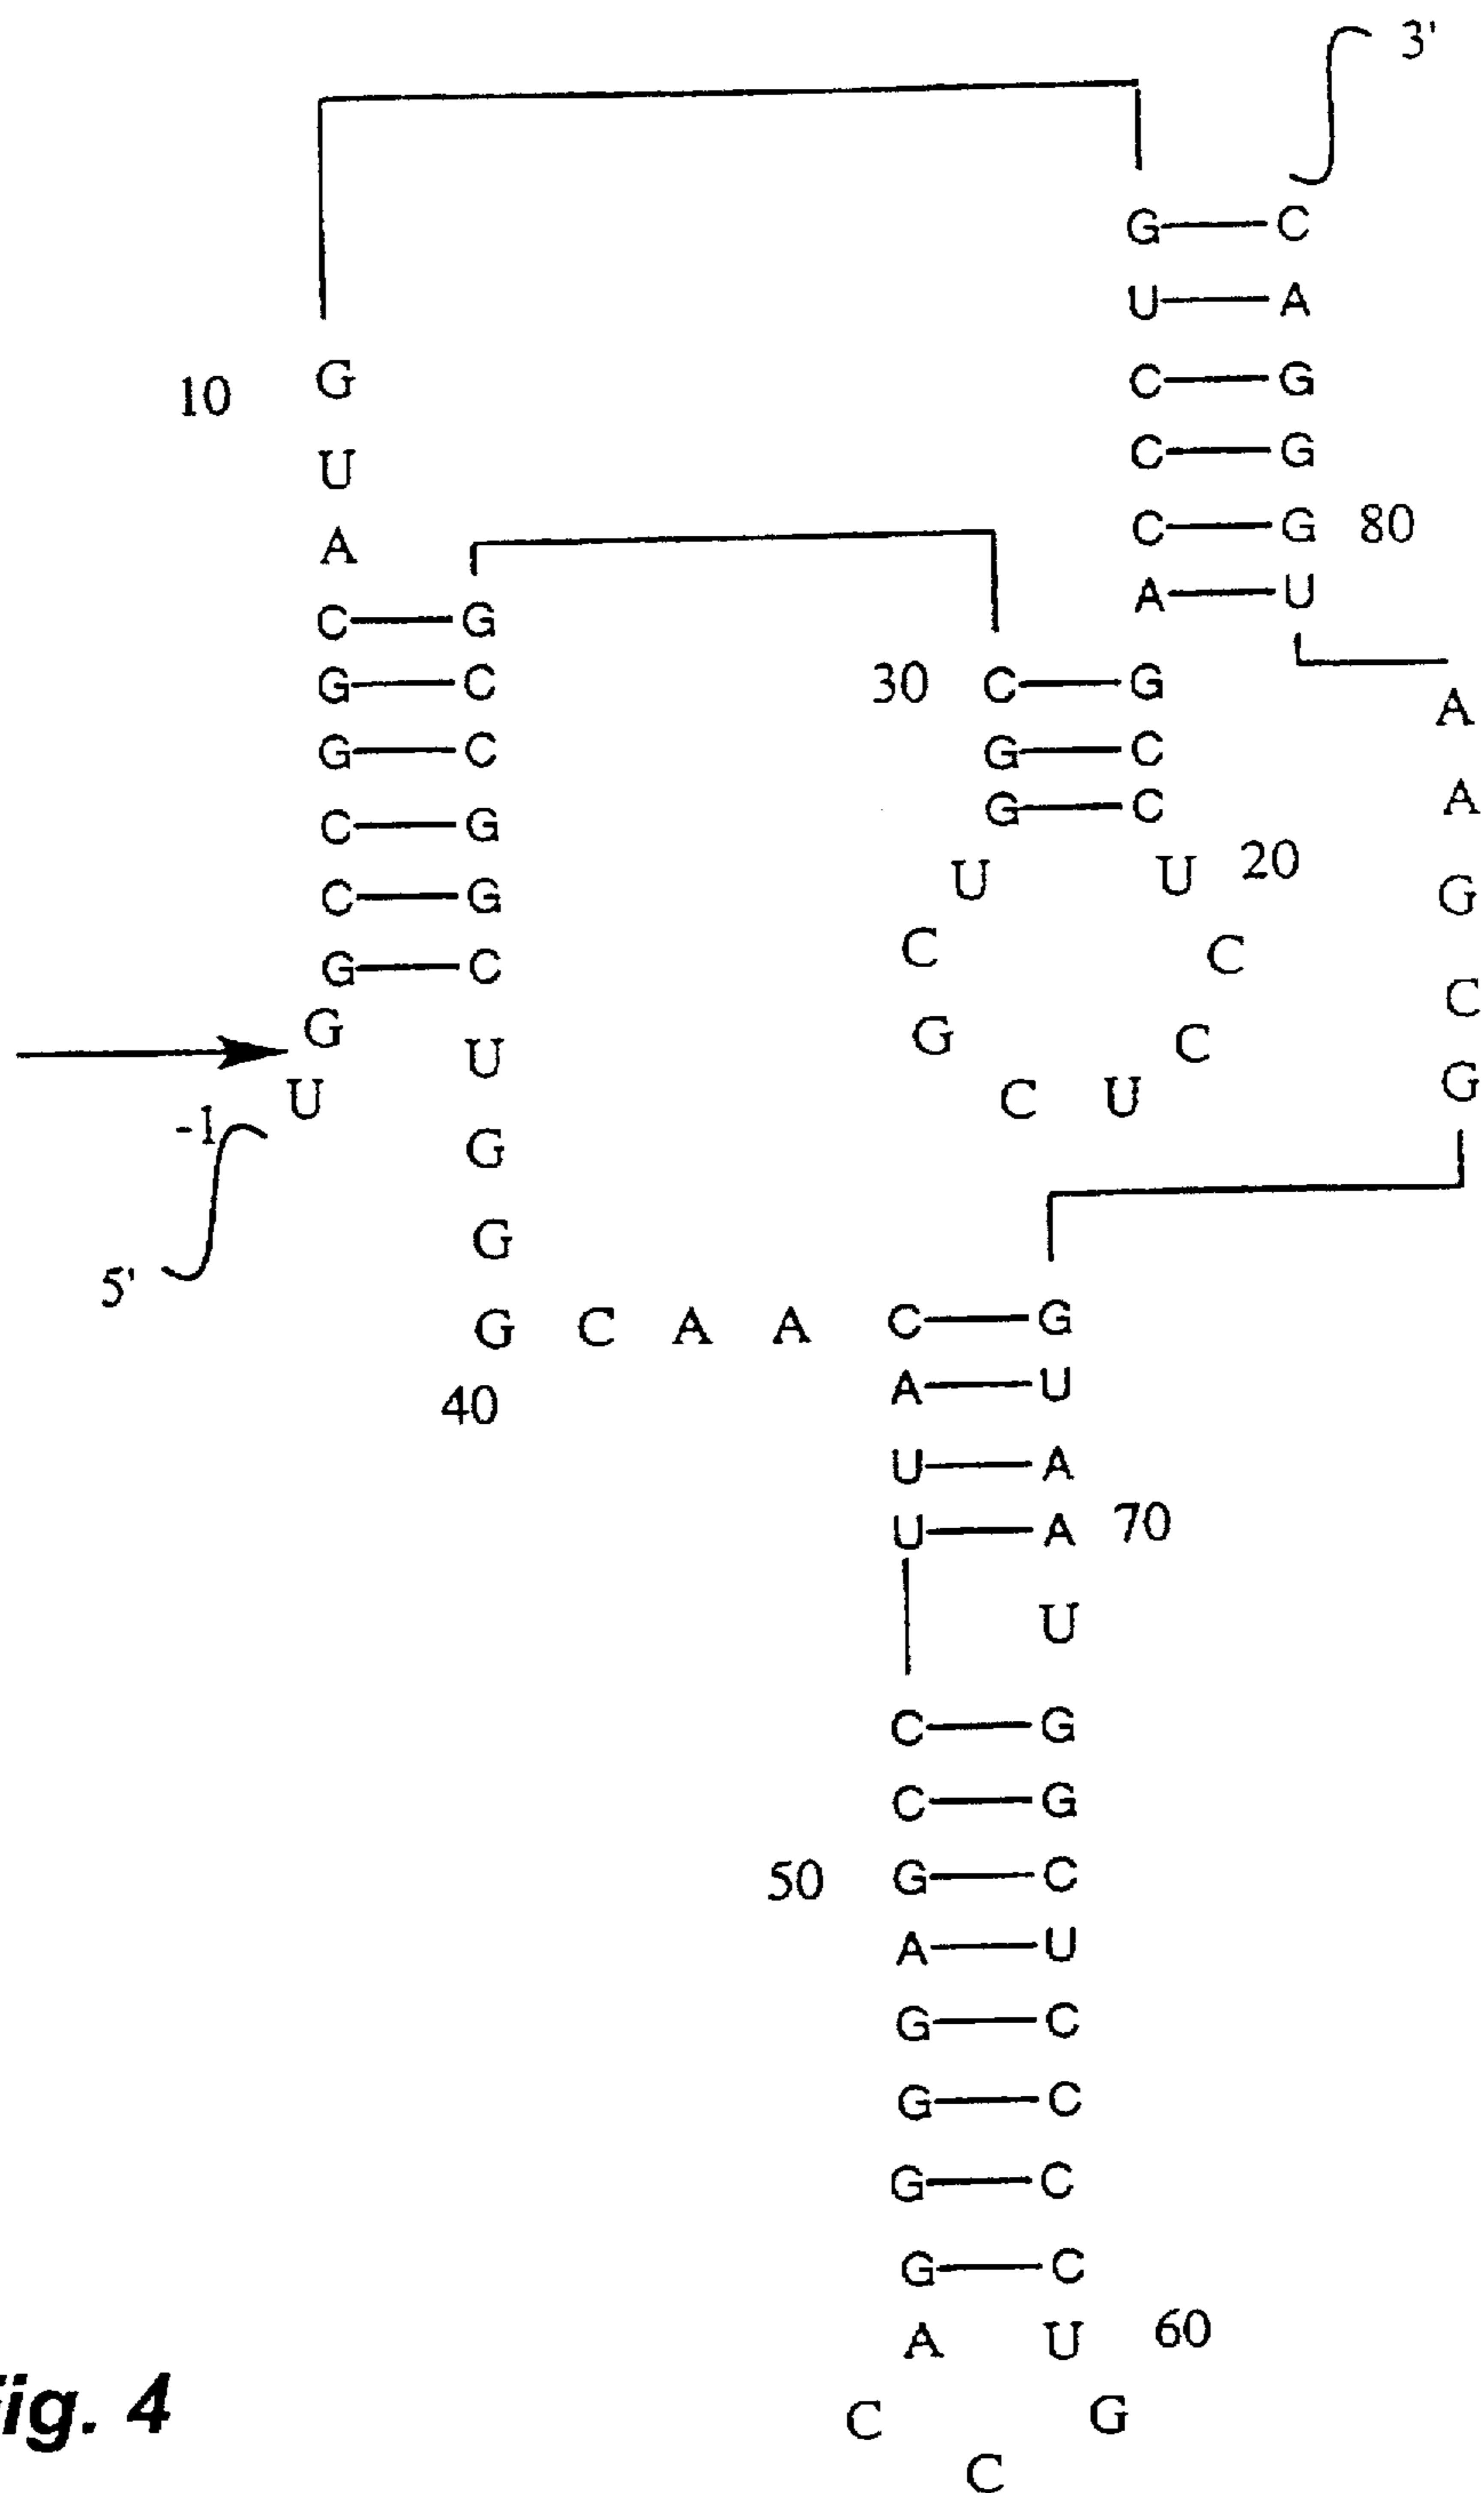 3'
G C
U A
10 G C G
U C G
C G 80
A A U
C G
G C 30 C G A
G C G C A
G C
C G U U 20
G
C G C C
G C
G G C C
U C U G
U
-1
G
G
5'
G C A A C G
40 A U
U A
U A 70
U
C G
C G
50 G C
A U
G C
G C
G C
G C
A U 60
C G
C
ig. 4